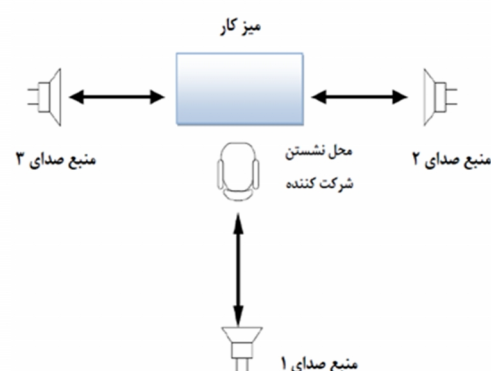 میز کار
محل نشستن
شرکت کننده
منبع صدای ۲
منبع صدای ۳
منبع صدای ۱